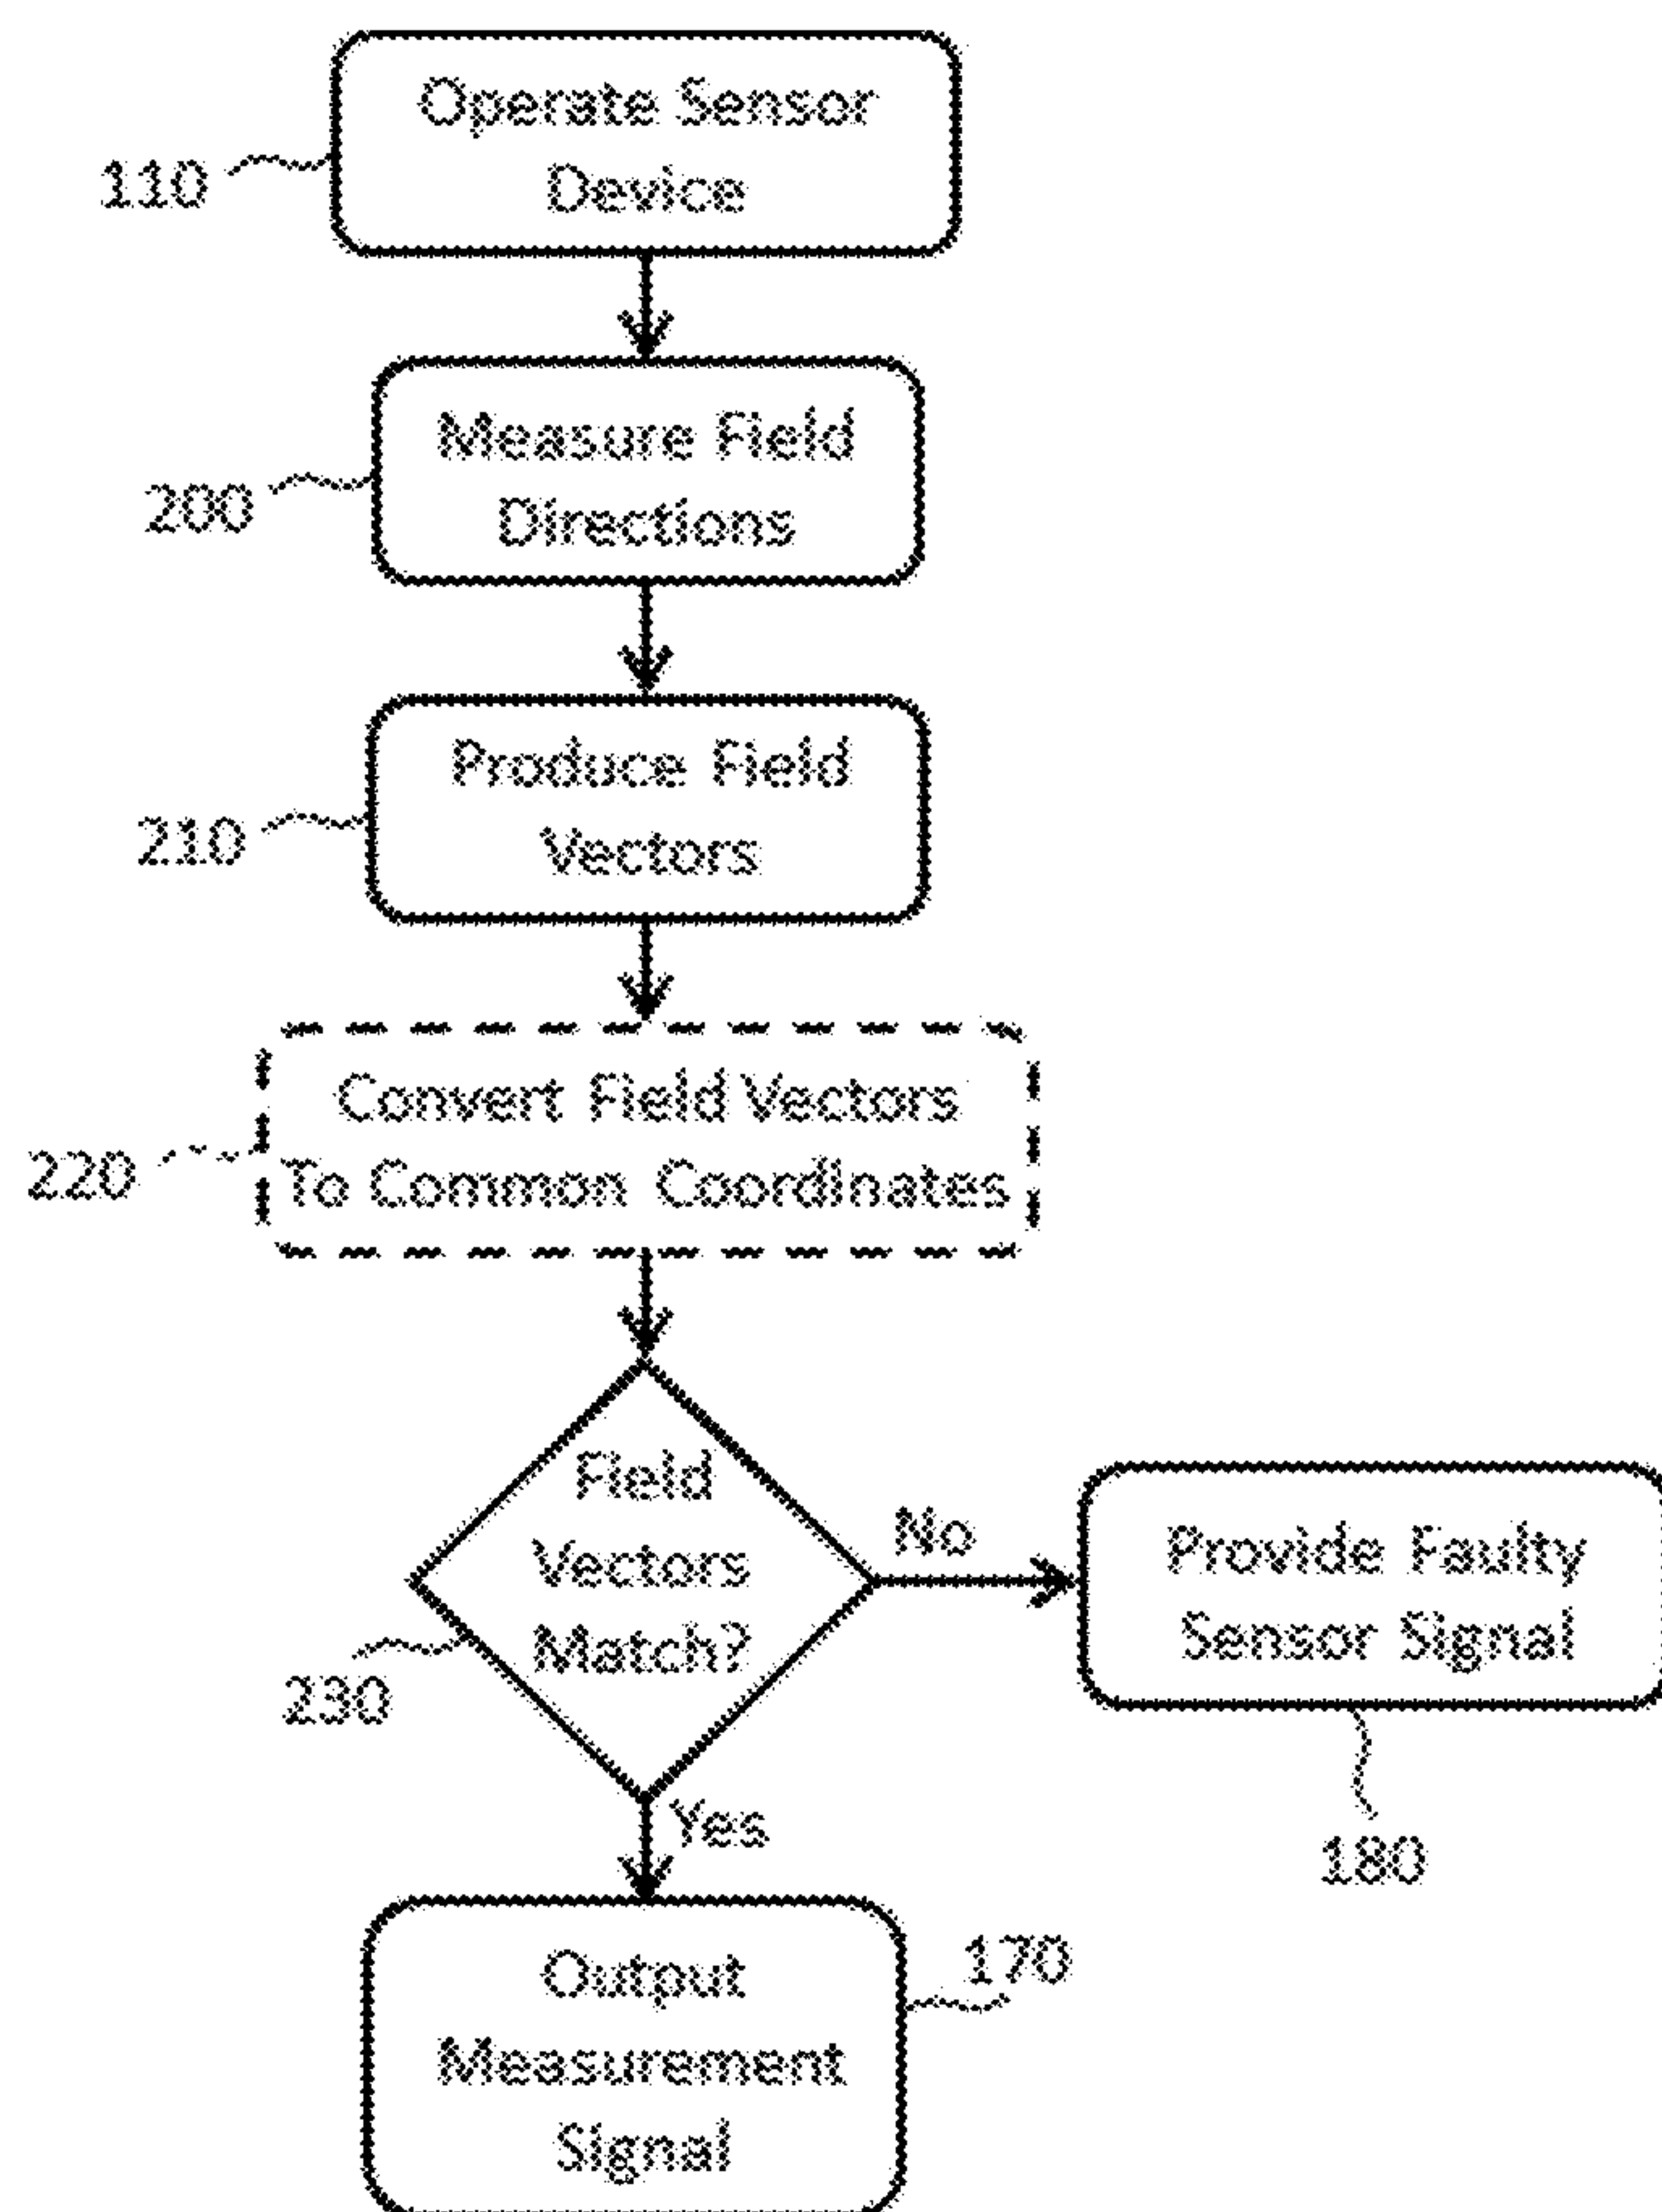 Operate Sensor
Device
110
Measure Field
Directions
200
Produce Field
Vectors
210
Convert Field Vectors
To Common Coordinates
220
Field
Vectors
Match?
230
No
Provide Faulty
Sensor Signal
180
Yes
Output
Measurement
Signal
170